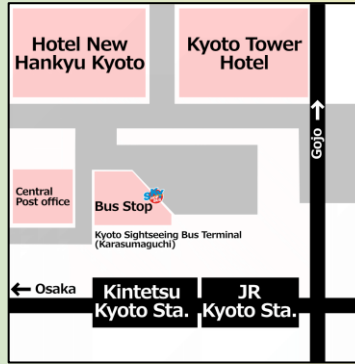 Hotel New
Hankyu Kyoto
Kyoto Tower
Hotel
Gojo
Central
Post office
Bus Stop
Kyoto Sightseeing Bus Terminal
(Karasumaguchi)
← Osaka
Kintetsu
Kyoto Sta.
JR
Kyoto Sta.